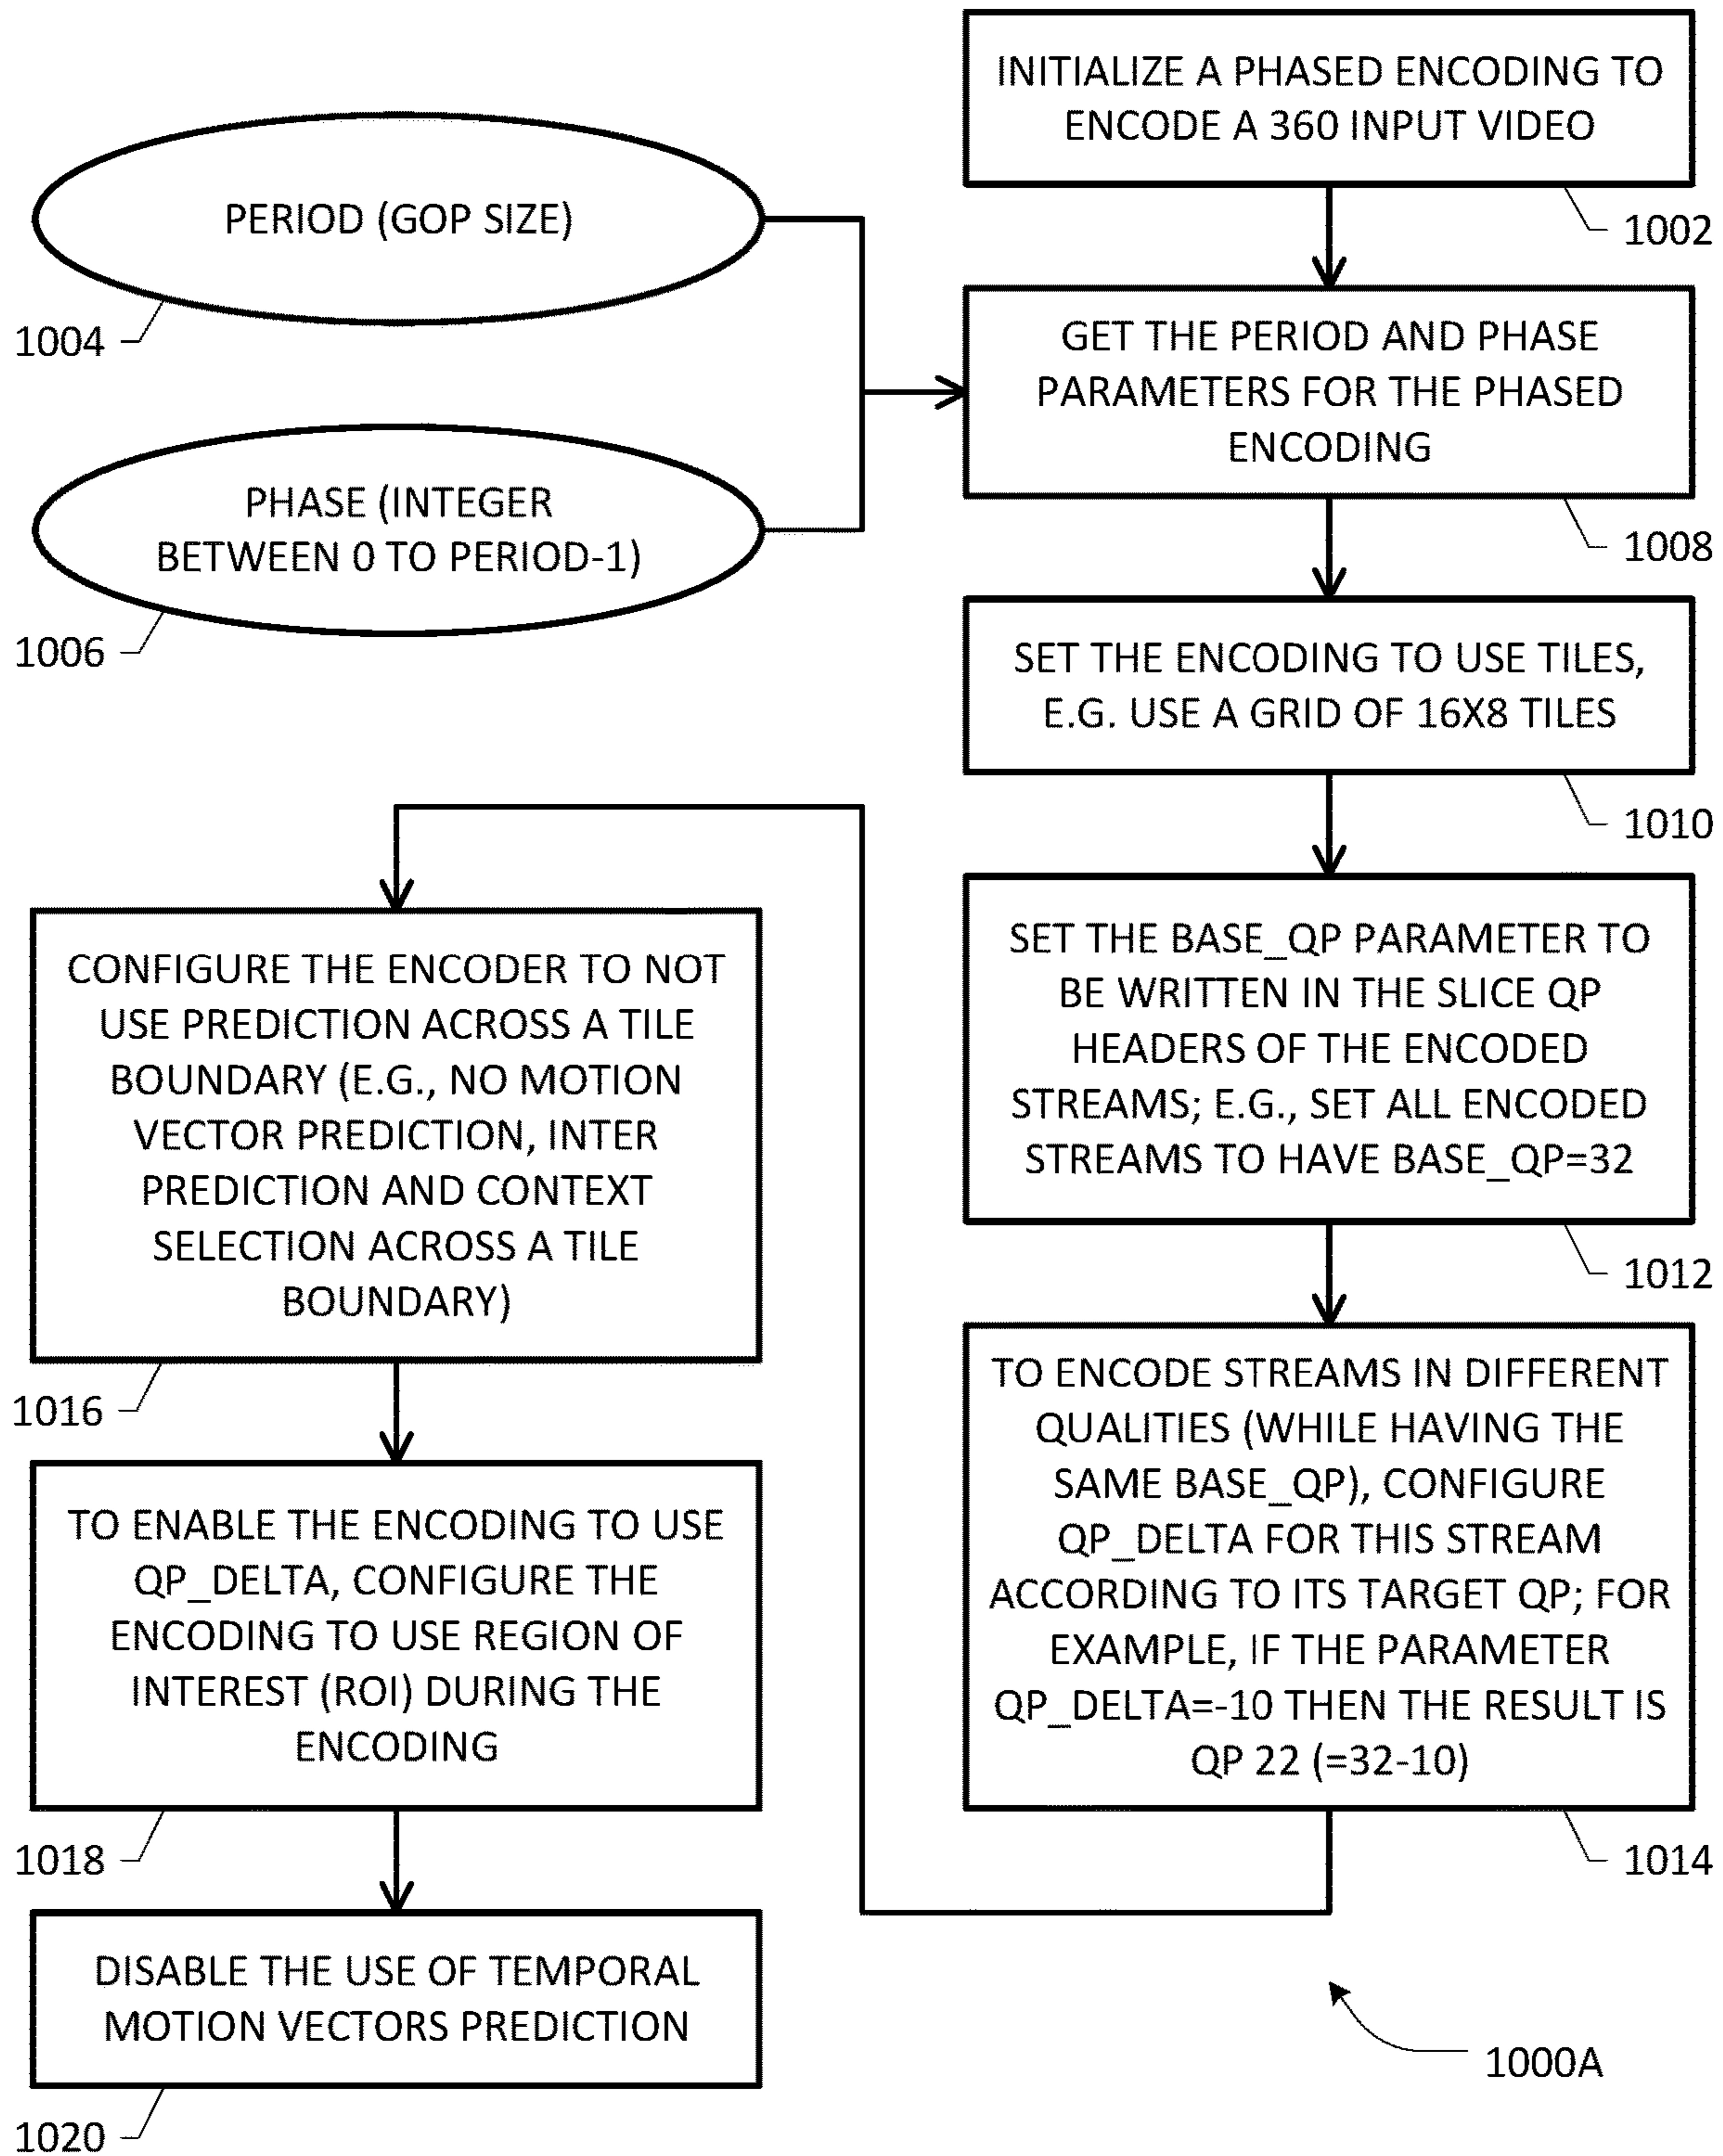 INITIALIZE A PHASED ENCODING TO
ENCODE A 360 INPUT VIDEO
1002
PERIOD (GOP SIZE)
1004
PHASE (INTEGER
BETWEEN 0 TO PERIOD-1)
1006
GET THE PERIOD AND PHASE
PARAMETERS FOR THE PHASED
ENCODING
1008
SET THE ENCODING TO USE TILES,
E.G. USE A GRID OF 16X8 TILES
1010
SET THE BASE_QP PARAMETER TO
BE WRITTEN IN THE SLICE QP
HEADERS OF THE ENCODED
STREAMS; E.G., SET ALL ENCODED
STREAMS TO HAVE BASE_QP=32
1012
TO ENCODE STREAMS IN DIFFERENT
QUALITIES (WHILE HAVING THE
SAME BASE_QP), CONFIGURE
QP_DELTA FOR THIS STREAM
ACCORDING TO ITS TARGET QP; FOR
EXAMPLE, IF THE PARAMETER
QP_DELTA=-10 THEN THE RESULT IS
QP 22 (=32-10)
1014
CONFIGURE THE ENCODER TO NOT
USE PREDICTION ACROSS A TILE
BOUNDARY (E.G., NO MOTION
VECTOR PREDICTION, INTER
PREDICTION AND CONTEXT
SELECTION ACROSS A TILE
BOUNDARY)
1016
TO ENABLE THE ENCODING TO USE
QP_DELTA, CONFIGURE THE
ENCODING TO USE REGION OF
INTEREST (ROI) DURING THE
ENCODING
1018
DISABLE THE USE OF TEMPORAL
MOTION VECTORS PREDICTION
1020
1000A